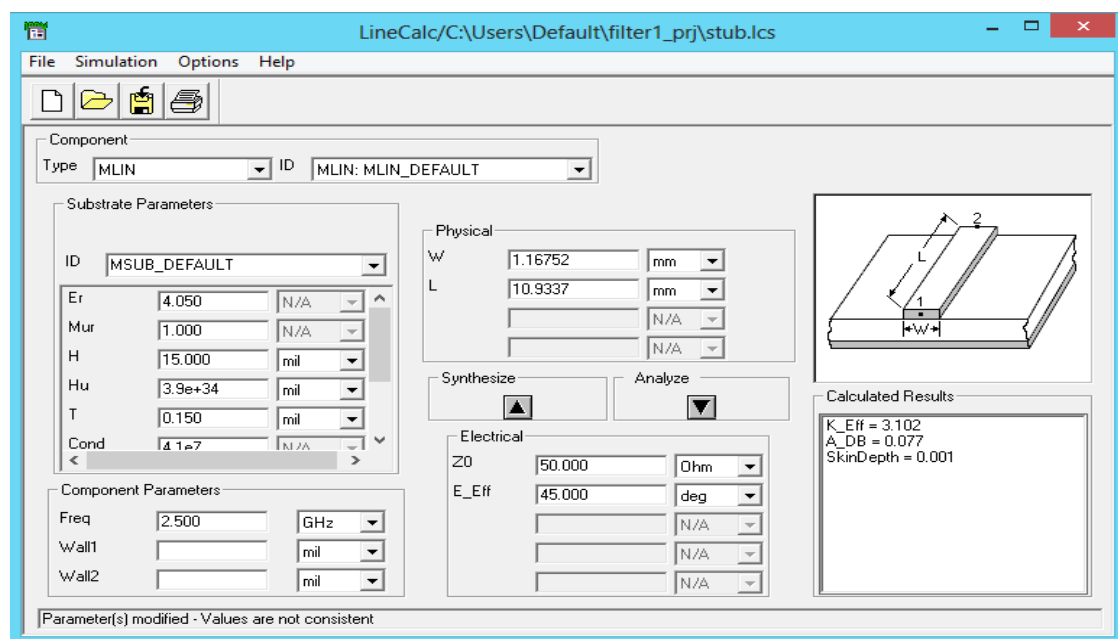 LineCalc/C:\Users\Default\filter1_prj\stub.lcs
File Simulation Options Help
Component
Type MLIN ID MLIN: MLIN_DEFAULT
Substrate Parameters
ID MSUB_DEFAULT
Er 4.050 N/A
Mur 1.000 N/A
H 15.000 mil
Hu 3.9e+34 mil
T 0.150 mil
Cond 4.1e7 N/A
Component Parameters
Freq 2.500 GHz
Wall1 mil
Wall2 mil
Physical
W 1.16752 mm
L 10.9337 mm
N/A
N/A
Synthesize Analyze
Electrical
Z0 50.000 Ohm
E_Eff 45.000 deg
N/A
N/A
N/A
2
L
1
W
Calculated Results
K_Eff = 3.102
A_DB = 0.077
SkinDepth = 0.001
Parameter(s) modified - Values are not consistent